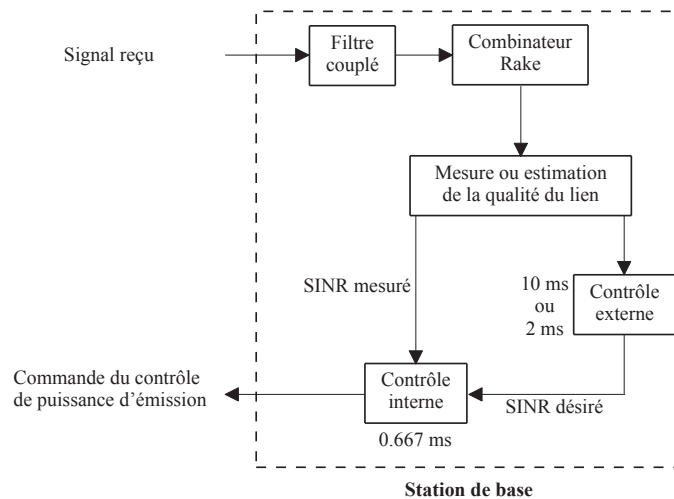 Signal reçu
Filtre
couplé
Combinateur
Rake
Mesure ou estimation
de la qualité du lien
SINR mesuré
10 ms
ou
2 ms
Contrôle
externe
Commande du contrôle
de puissance d’émission
Contrôle
interne
SINR désiré
0.667 ms
Station de base